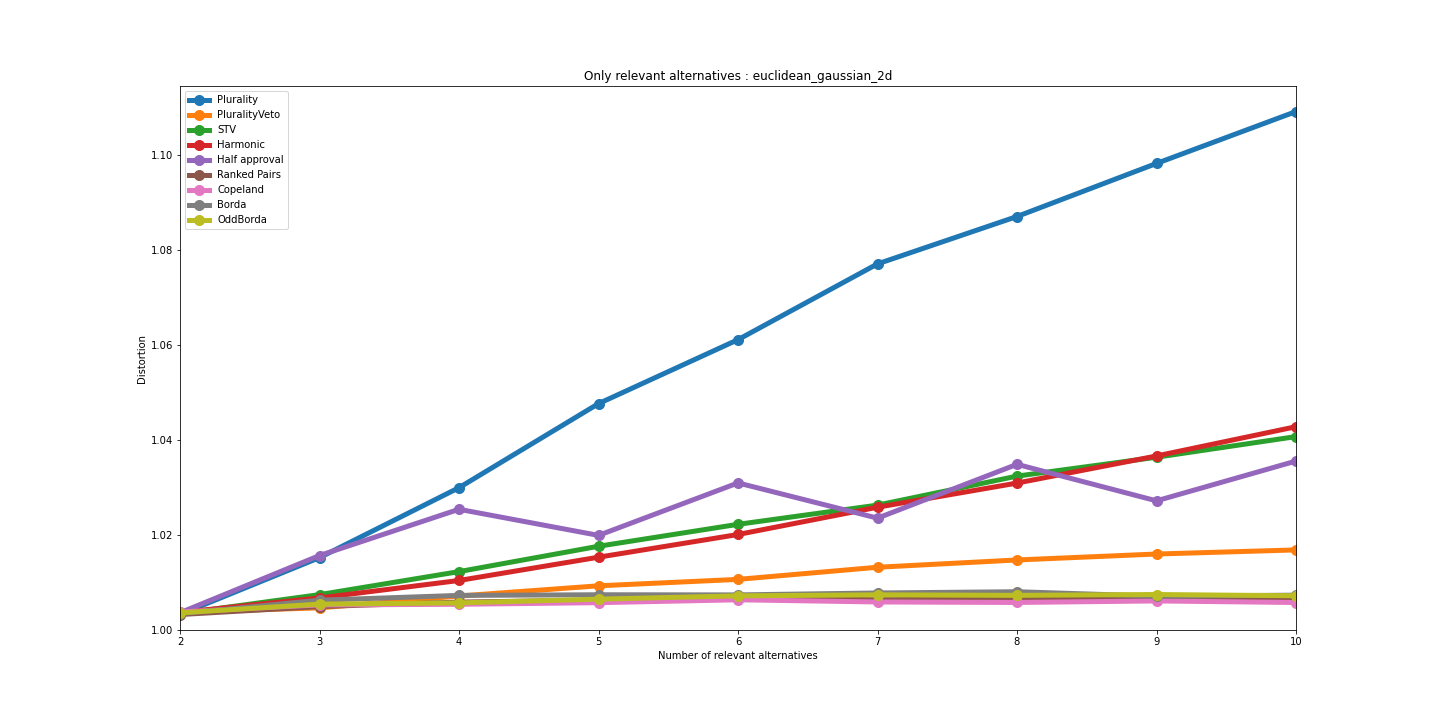 Only relevant alternatives : euclidean_gaussian_2d
Plurality
PluralityVeto
STV
Harmonic
Half approval
Ranked Pairs
Copeland
Borda
OddBorda
1.10
1.08
1.06
1.04
1.02
1.00
Distortion
2 3 4 5 6 7 8 9 10
Number of relevant alternatives